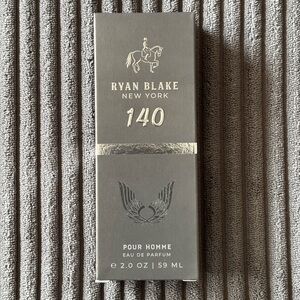 RYAN BLAKE
NEW YORK
140
POUR HOMME
EAU DE PARFUM
℮ 2.0 OZ | 59 ML